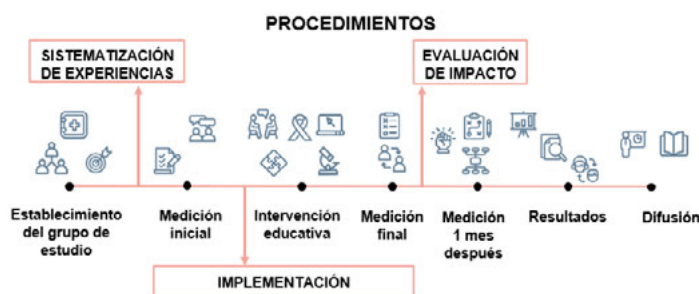 PROCEDIMIENTOS
SISTEMATIZACIÓN
DE EXPERIENCIAS
EVALUACIÓN
DE IMPACTO
Establecimiento
del grupo de
estudio
Medición
inicial
Intervención
educativa
Medición
final
Medición
1 mes
después
Resultados
Difusión
IMPLEMENTACIÓN